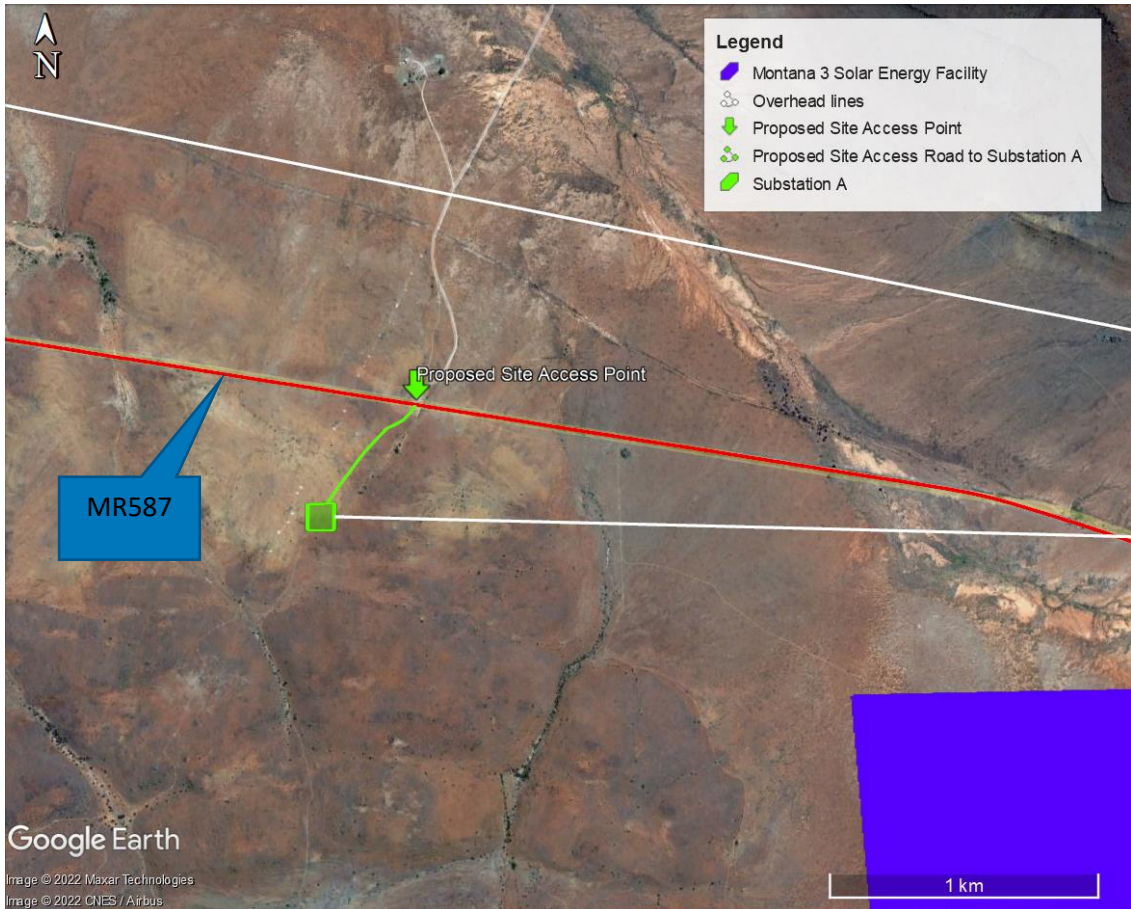 N
Legend
Montana 3 Solar Energy Facility
Overhead lines
Proposed Site Access Point
Proposed Site Access Road to Substation A
Substation A
Proposed Site Access Point
MR587
Google Earth
Image © 2022 Maxar Technologies
Image © 2022 CNES / Airbus
1 km